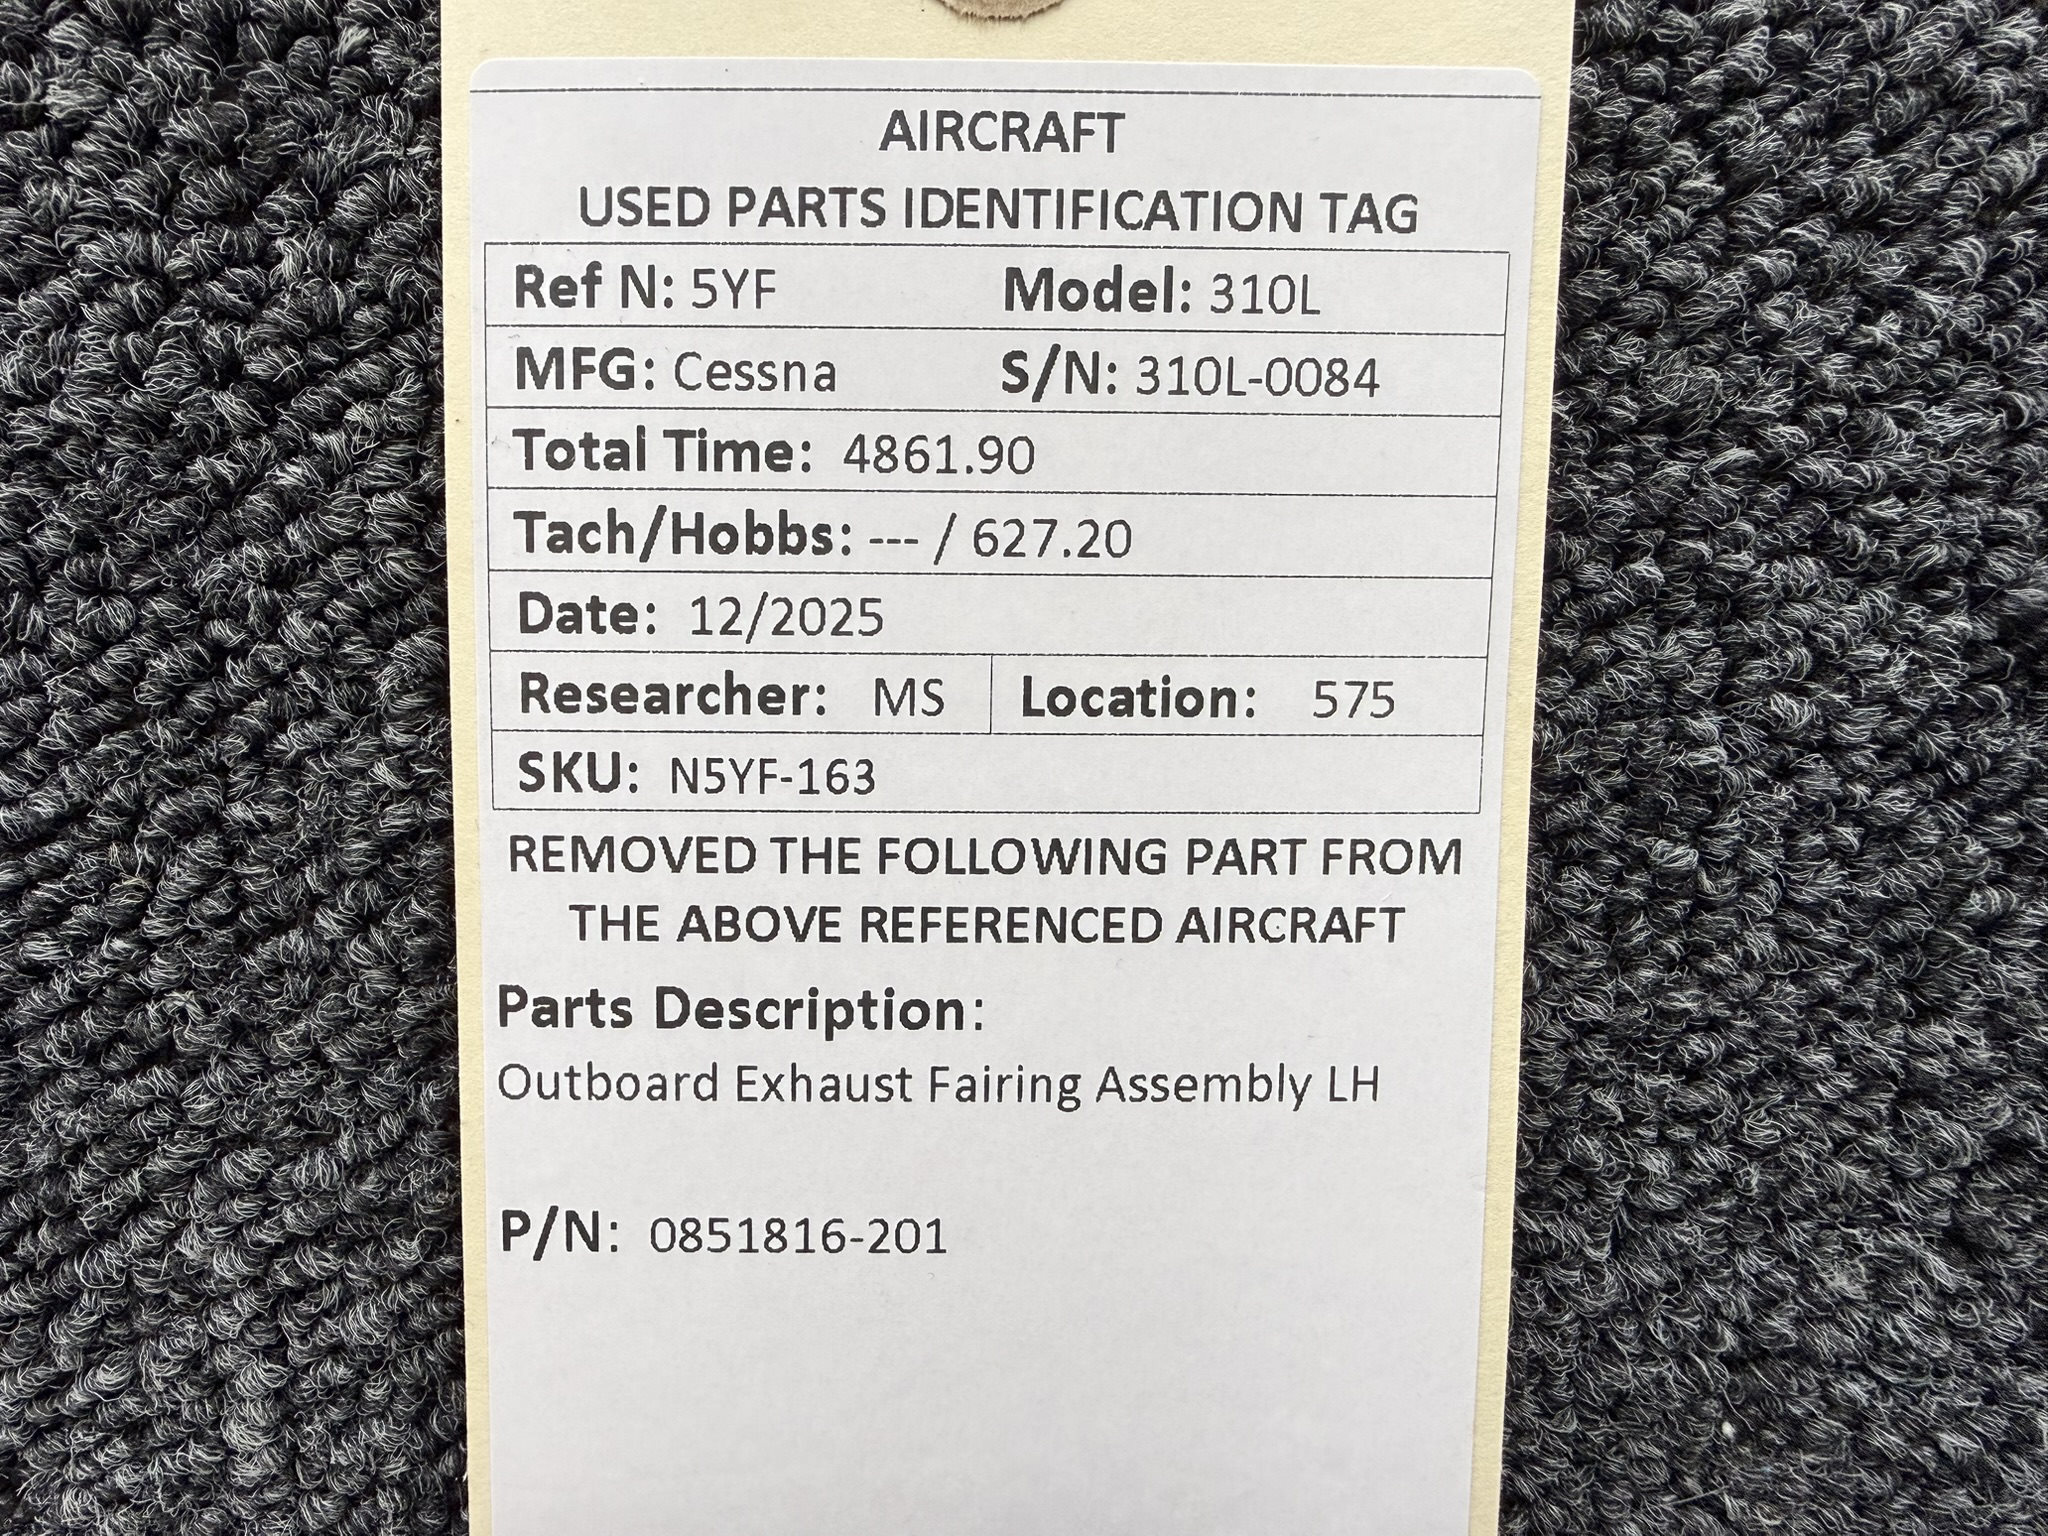 AIRCRAFT
USED PARTS IDENTIFICATION TAG
Ref N: 5YF Model: 310L
MFG: Cessna S/N: 310L-0084
Total Time: 4861.90
Tach/Hobbs: --- / 627.20
Date: 12/2025
Researcher: MS Location: 575
SKU: N5YF-163
REMOVED THE FOLLOWING PART FROM
THE ABOVE REFERENCED AIRCRAFT
Parts Description:
Outboard Exhaust Fairing Assembly LH
P/N: 0851816-201